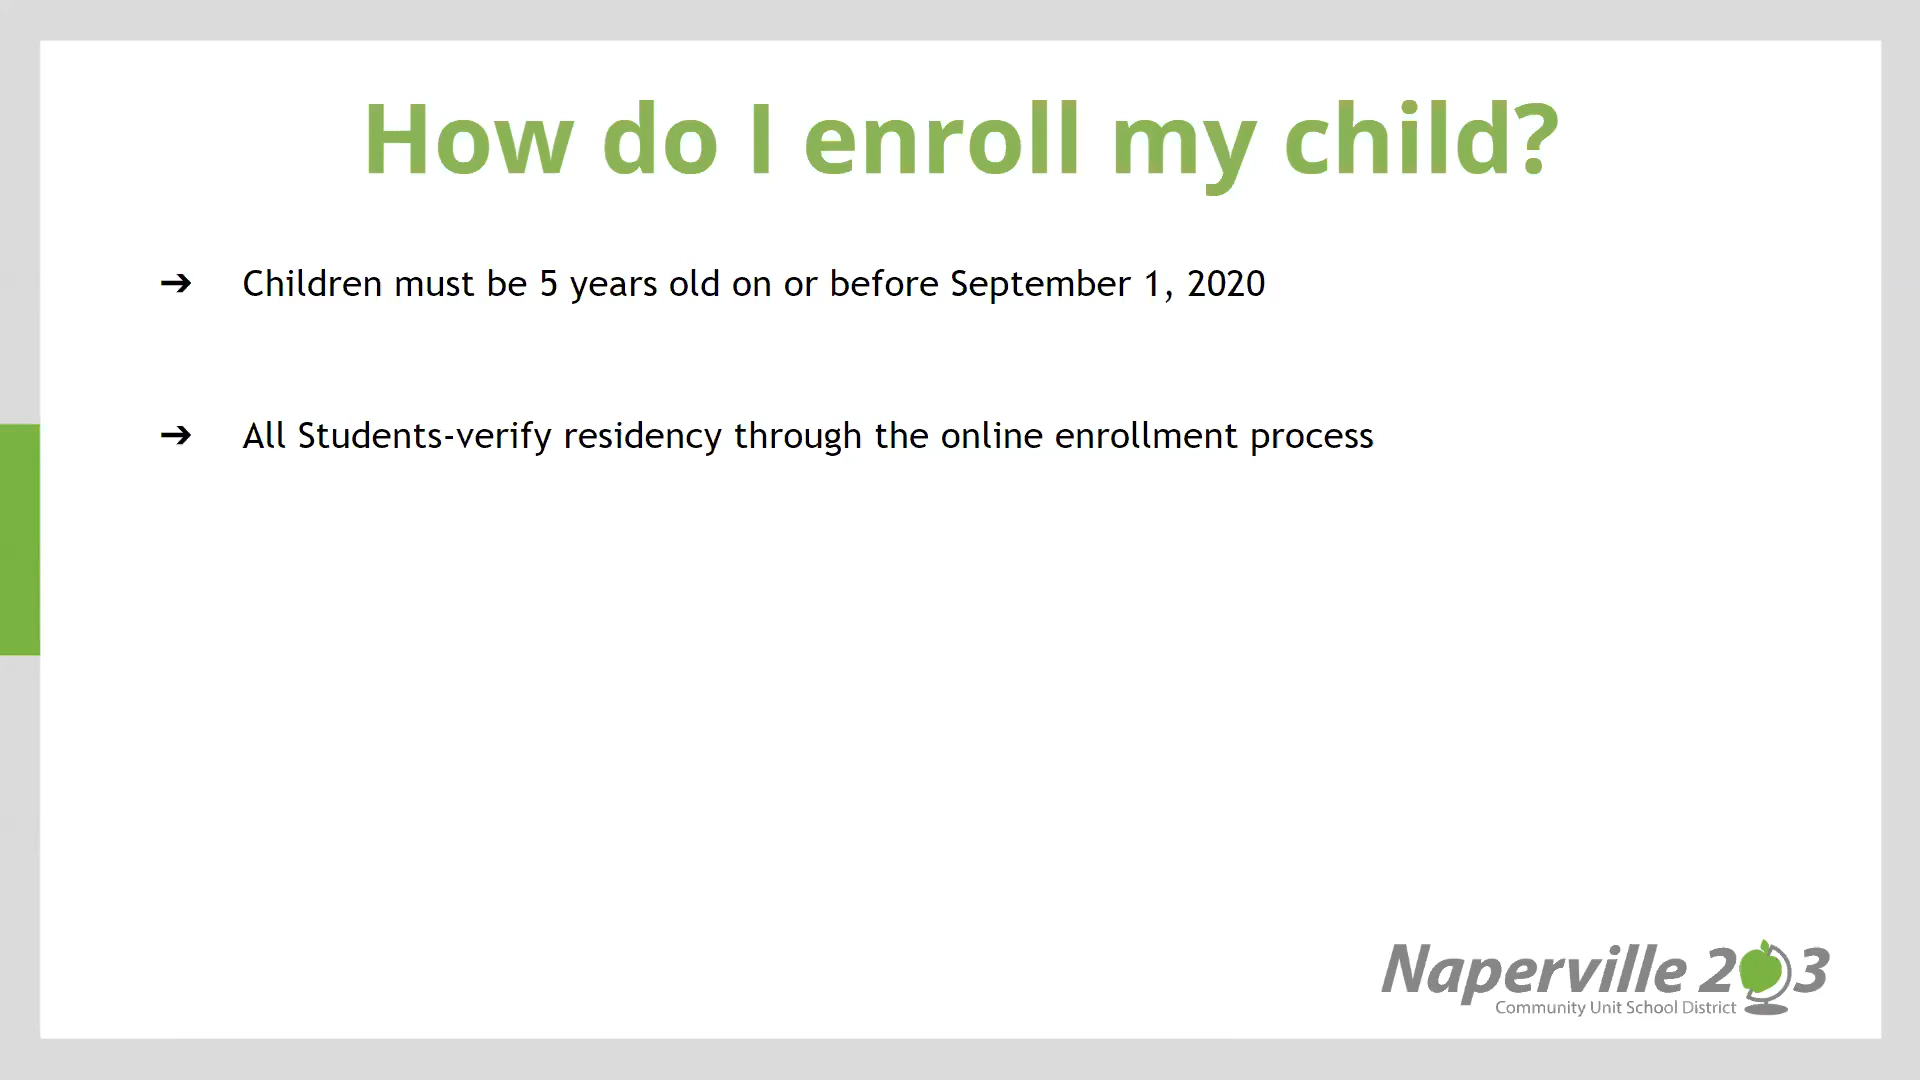 How do I enroll my child?
➔ Children must be 5 years old on or before September 1, 2020
➔ All Students-verify residency through the online enrollment process
Naperville 203
Community Unit School District